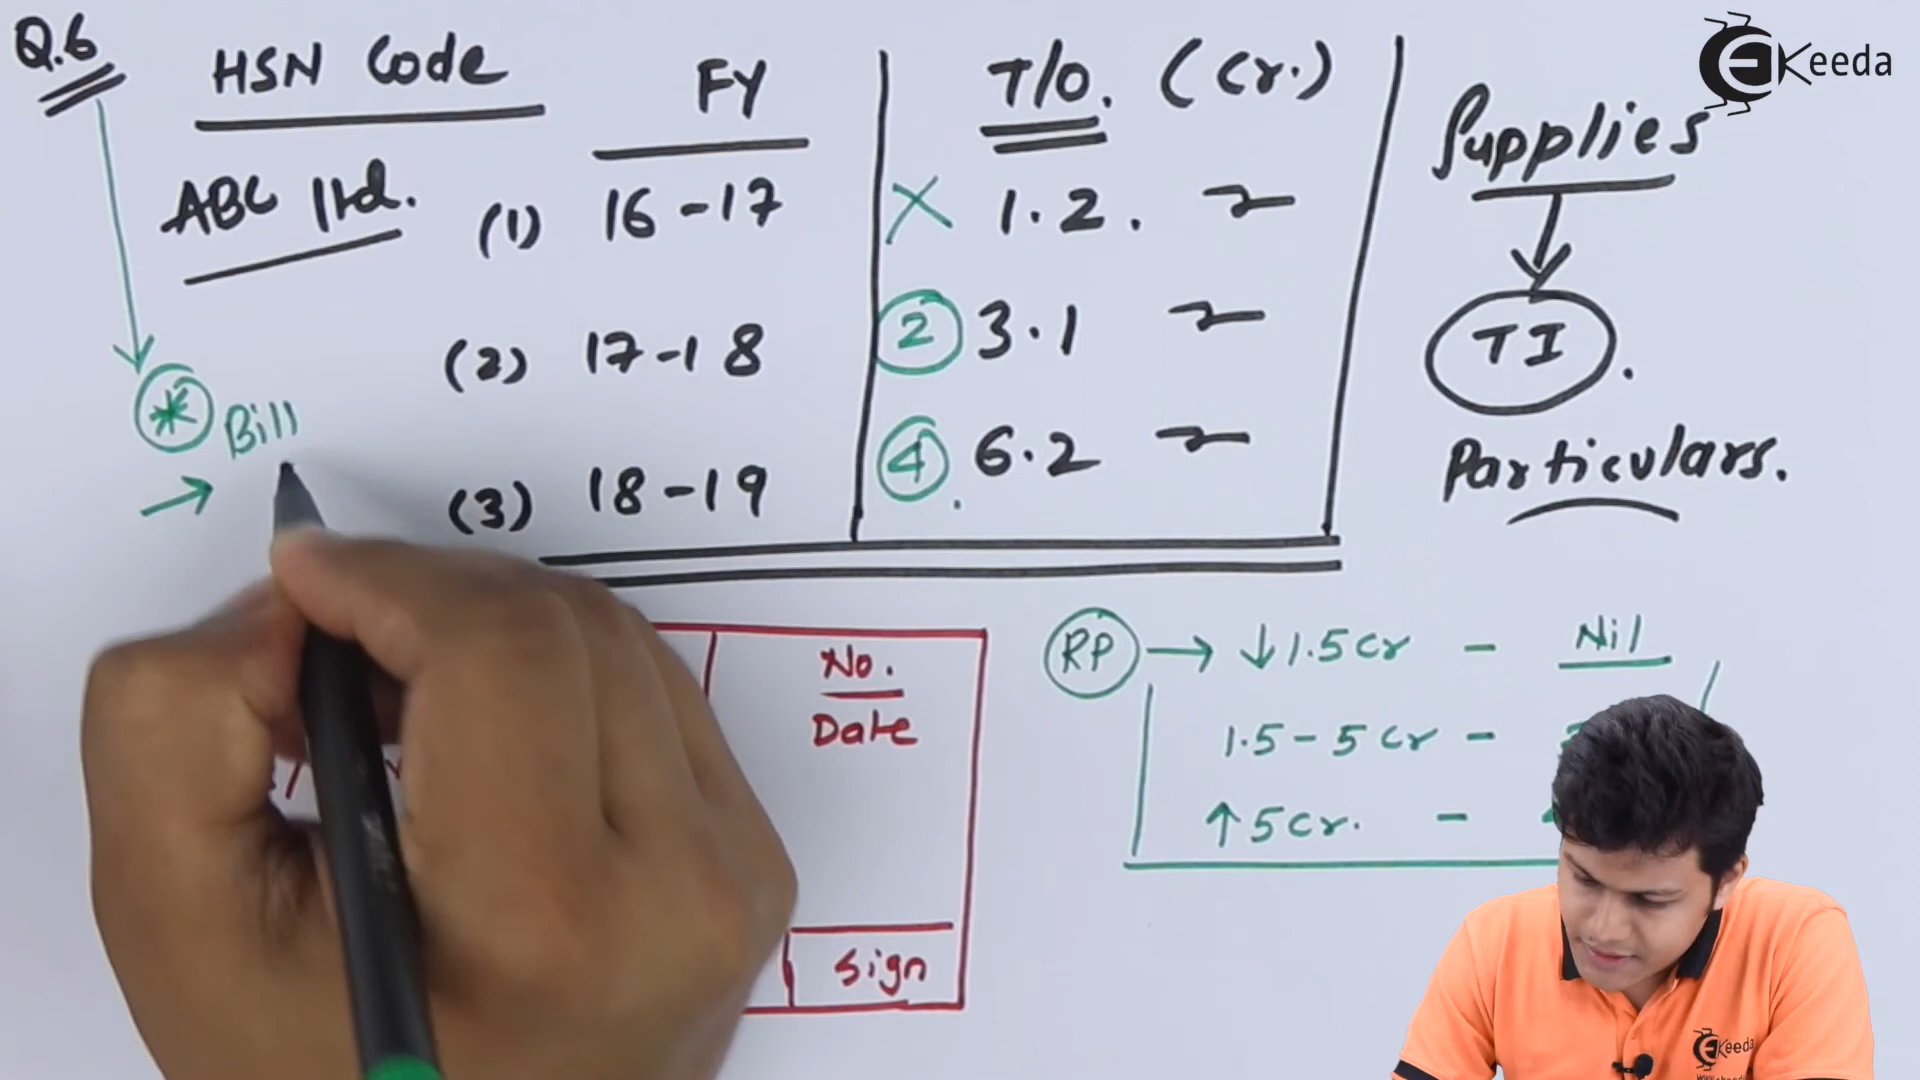 Q.6
HSN Code
FY
T/O. (Cr.)
Supplies
ABC ltd.
(1) 16-17
X 1.2.
(2) 17-18
2 3.1
TI.
* Bill
(3) 18-19
4 6.2
Particulars.
No.
Date
Sign
RP → ↓1.5cr - Nil
1.5-5cr -
↑5cr. -
EKeeda
EKeeda